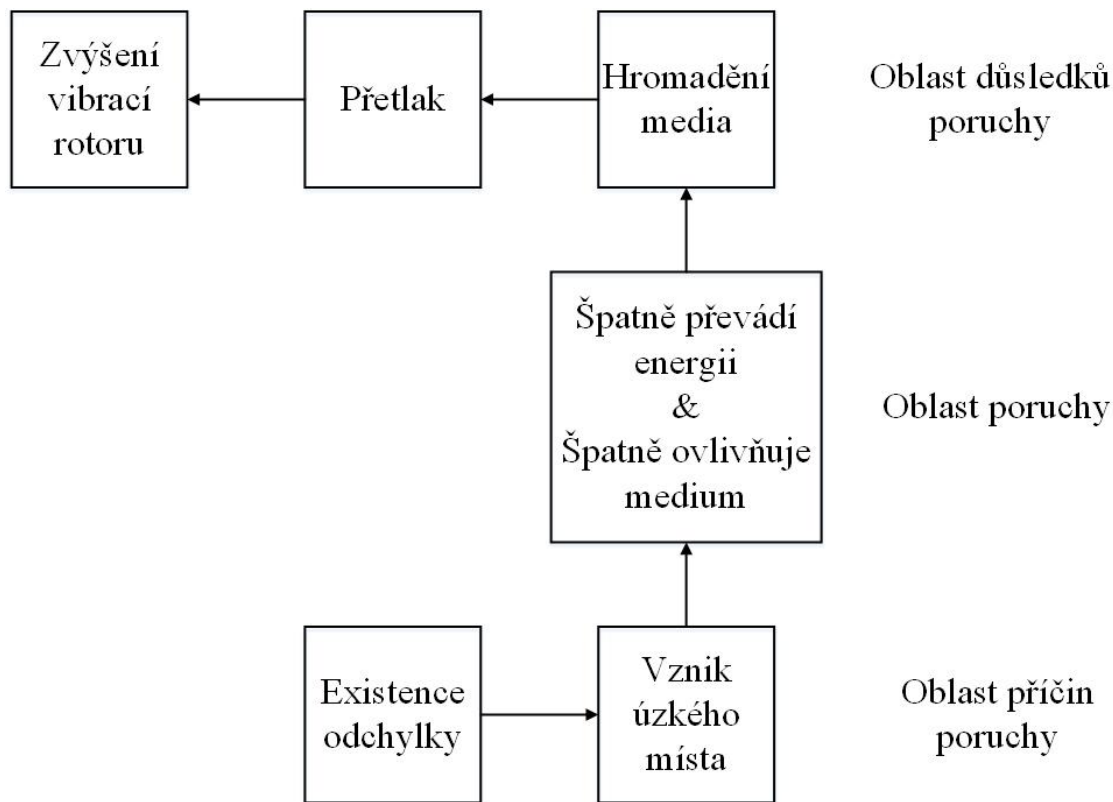 Zvýšení
vibrací
rotoru
Přetlak
Hromadění
media
Oblast důsledků
poruchy
Špatně převádí
energii
&
Špatně ovlivňuje
medium
Oblast poruchy
Existence
odchylky
Vznik
úzkého
místa
Oblast příčin
poruchy